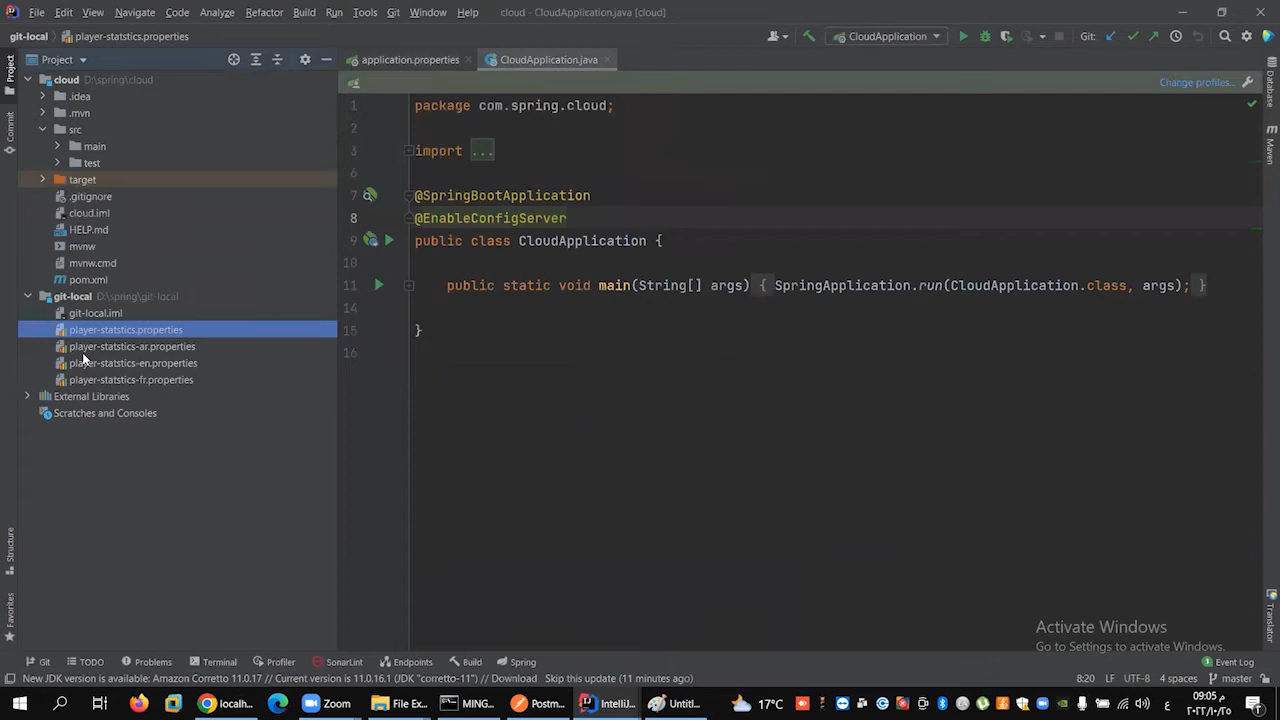 File Edit View Navigate Code Analyze Refactor Build Run Tools Git Window Help cloud - CloudApplication.java [cloud]
git-local player-statstics.properties CloudApplication Git:
Project application.properties CloudApplication.java
Change profiles...
cloud D:\spring\cloud
.idea
.mvn
src
main
test
target
.gitignore
cloud.iml
HELP.md
mvnw
mvnw.cmd
pom.xml
git-local D:\spring\git-local
git-local.iml
player-statstics.properties
player-statstics-ar.properties
player-statstics-en.properties
player-statstics-fr.properties
External Libraries
Scratches and Consoles
1 package com.spring.cloud;
2
3 import ...
6
7 @SpringBootApplication
8 @EnableConfigServer
9 public class CloudApplication {
10
11 public static void main(String[] args) { SpringApplication.run(CloudApplication.class, args); }
14
15 }
16
Project
Commit
Structure
Favorites
Database
Maven
Translator
Activate Windows
Go to Settings to activate Windows.
Git TODO Problems Terminal Profiler SonarLint Endpoints Build Spring Event Log
New JDK version is available: Amazon Corretto 11.0.17 // Current version is 11.0.16.1 (JDK "corretto-11") // Download Skip this update (11 minutes ago) 8:20 LF UTF-8 4 spaces master
localh... Zoom File Ex... MING... Postm... IntelliJ... Untitl... 17°C